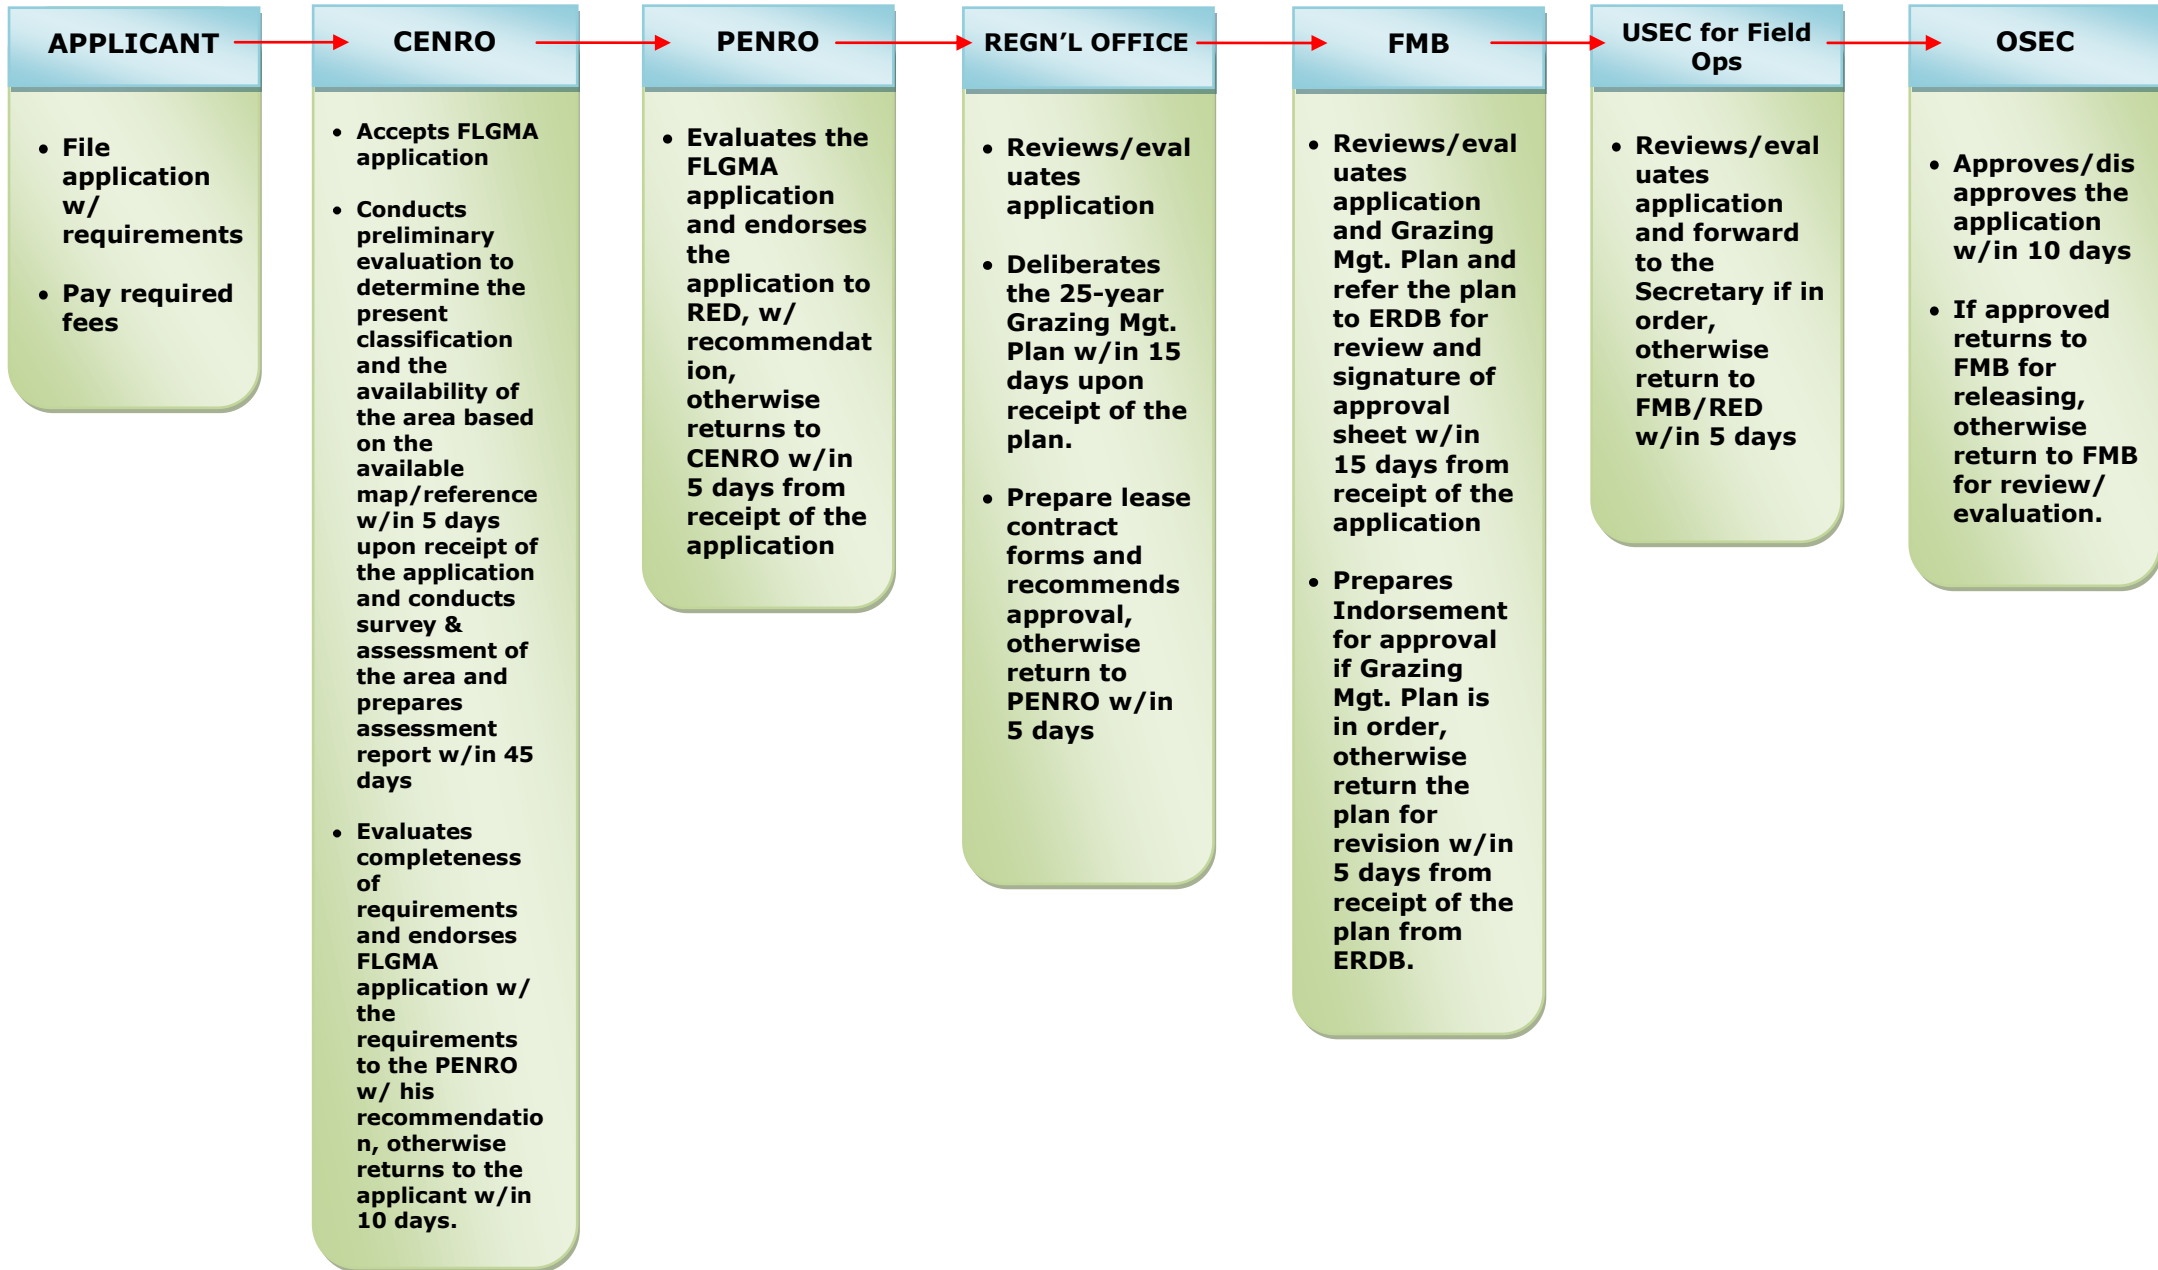 APPLICANT
CENRO
PENRO
REGN’L OFFICE
FMB
USEC for Field
Ops
OSEC
• File
application
w/
requirements
• Pay required
fees
• Accepts FLGMA
application
• Conducts
preliminary
evaluation to
determine the
present
classification
and the
availability of
the area based
on the
available
map/reference
w/in 5 days
upon receipt of
the application
and conducts
survey &
assessment of
the area and
prepares
assessment
report w/in 45
days
• Evaluates
completeness
of
requirements
and endorses
FLGMA
application w/
the
requirements
to the PENRO
w/ his
recommendatio
n, otherwise
returns to the
applicant w/in
10 days.
• Evaluates the
FLGMA
application
and endorses
the
application to
RED, w/
recommendat
ion,
otherwise
returns to
CENRO w/in
5 days from
receipt of the
application
• Reviews/eval
uates
application
• Deliberates
the 25-year
Grazing Mgt.
Plan w/in 15
days upon
receipt of the
plan.
• Prepare lease
contract
forms and
recommends
approval,
otherwise
return to
PENRO w/in
5 days
• Reviews/eval
uates
application
and Grazing
Mgt. Plan and
refer the plan
to ERDB for
review and
signature of
approval
sheet w/in
15 days from
receipt of the
application
• Prepares
Indorsement
for approval
if Grazing
Mgt. Plan is
in order,
otherwise
return the
plan for
revision w/in
5 days from
receipt of the
plan from
ERDB.
• Reviews/eval
uates
application
and forward
to the
Secretary if in
order,
otherwise
return to
FMB/RED
w/in 5 days
• Approves/dis
approves the
application
w/in 10 days
• If approved
returns to
FMB for
releasing,
otherwise
return to FMB
for review/
evaluation.